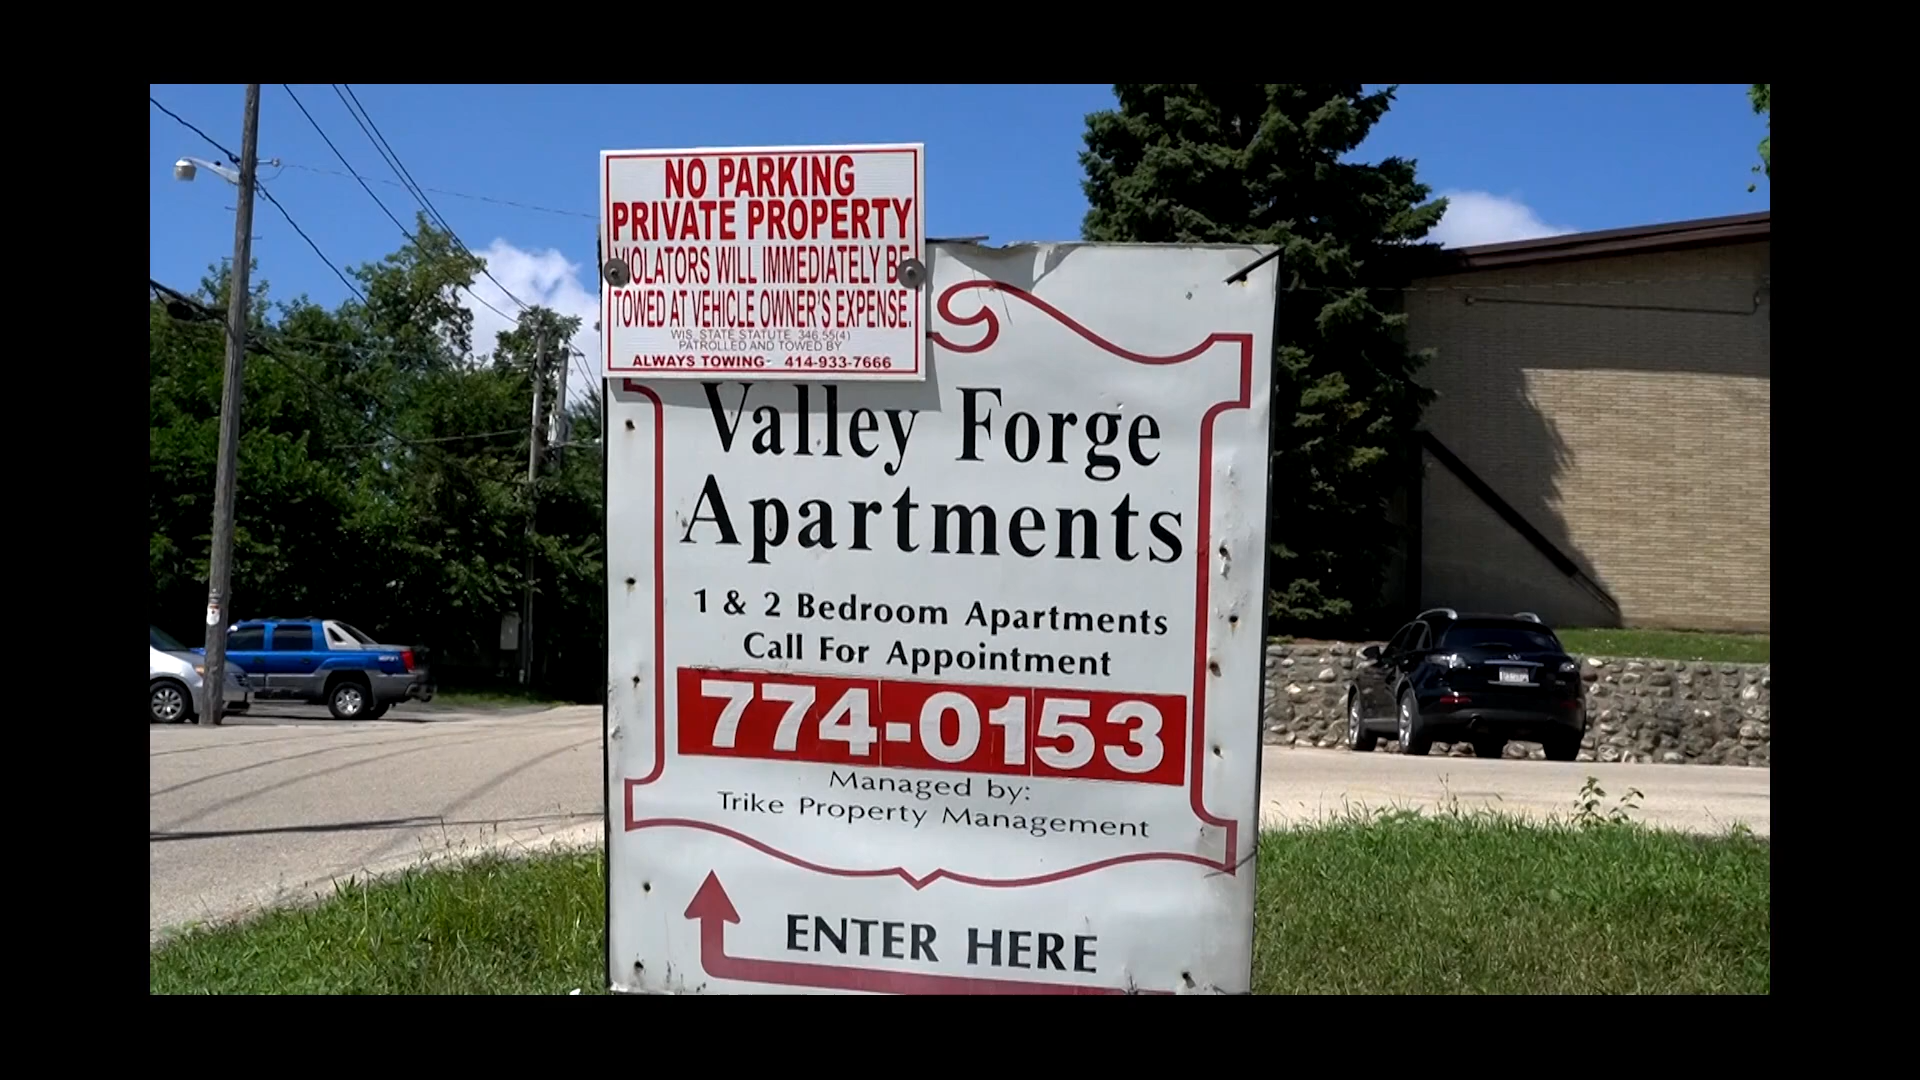 NO PARKING
PRIVATE PROPERTY
VIOLATORS WILL IMMEDIATELY BE
TOWED AT VEHICLE OWNER'S EXPENSE.
WIS. STATE STATUTE 346.55(4)
PATROLLED AND TOWED BY
ALWAYS TOWING- 414-933-7666
Valley Forge
Apartments
1 & 2 Bedroom Apartments
Call For Appointment
774-0153
Managed by:
Trike Property Management
ENTER HERE